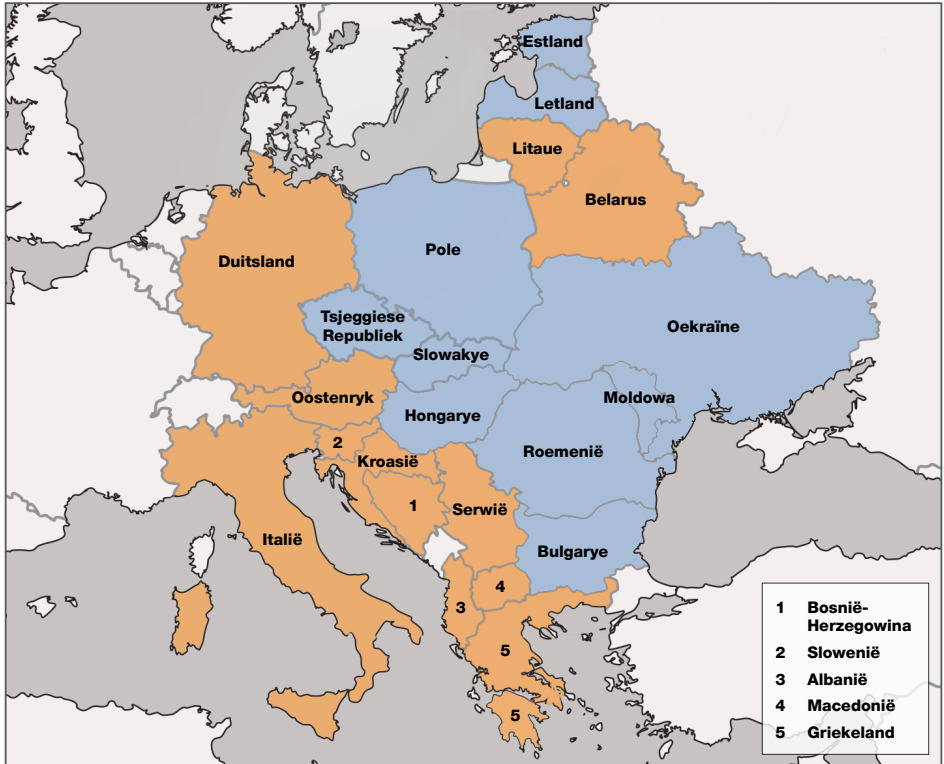 Estland
Letland
Litaue
Belarus
Pole
Duitsland
Tsjeggiese
Republiek
Oekraïne
Slowakye
Oostenryk
Hongarye
Moldowa
2
Kroasië
Roemenië
1
Serwië
Italië
Bulgarye
4
3
5
5
1 Bosnië-
Herzegowina
2 Slowenië
3 Albanië
4 Macedonië
5 Griekeland